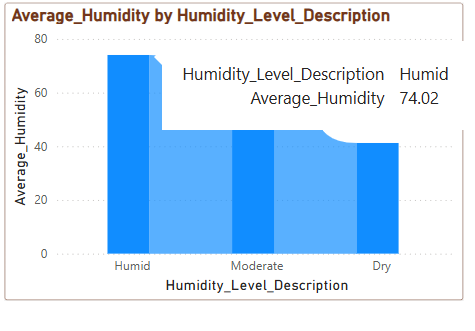 Average_Humidity by Humidity_Level_Description
80
60
40
20
0
Average_Humidity
Humidity_Level_Description Humid
Average_Humidity 74.02
Humid Moderate Dry
Humidity_Level_Description